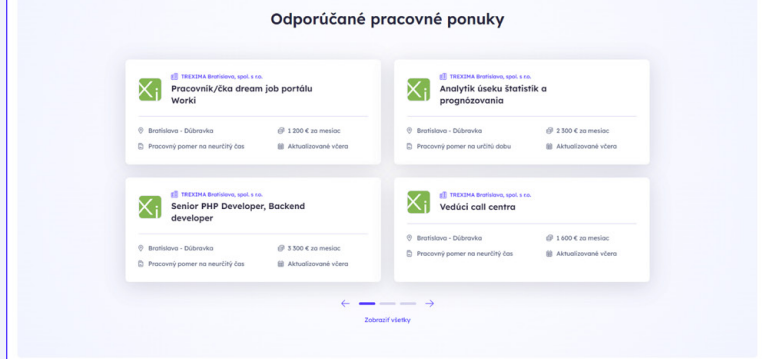 Odporúčané pracovné ponuky
TREXIMA Bratislava, spol. s r.o.
Pracovník/čka dream job portálu
Worki
Bratislava - Dúbravka
1 200 € za mesiac
Pracovný pomer na neurčitý čas
Aktualizované včera
TREXIMA Bratislava, spol. s r.o.
Analytik úseku štatistík a
prognózovania
Bratislava - Dúbravka
2 300 € za mesiac
Pracovný pomer na určitú dobu
Aktualizované včera
TREXIMA Bratislava, spol. s r.o.
Senior PHP Developer, Backend
developer
Bratislava - Dúbravka
3 300 € za mesiac
Pracovný pomer na neurčitý čas
Aktualizované včera
TREXIMA Bratislava, spol. s r.o.
Vedúci call centra
Bratislava - Dúbravka
1 600 € za mesiac
Pracovný pomer na neurčitý čas
Aktualizované včera
Zobraziť všetky